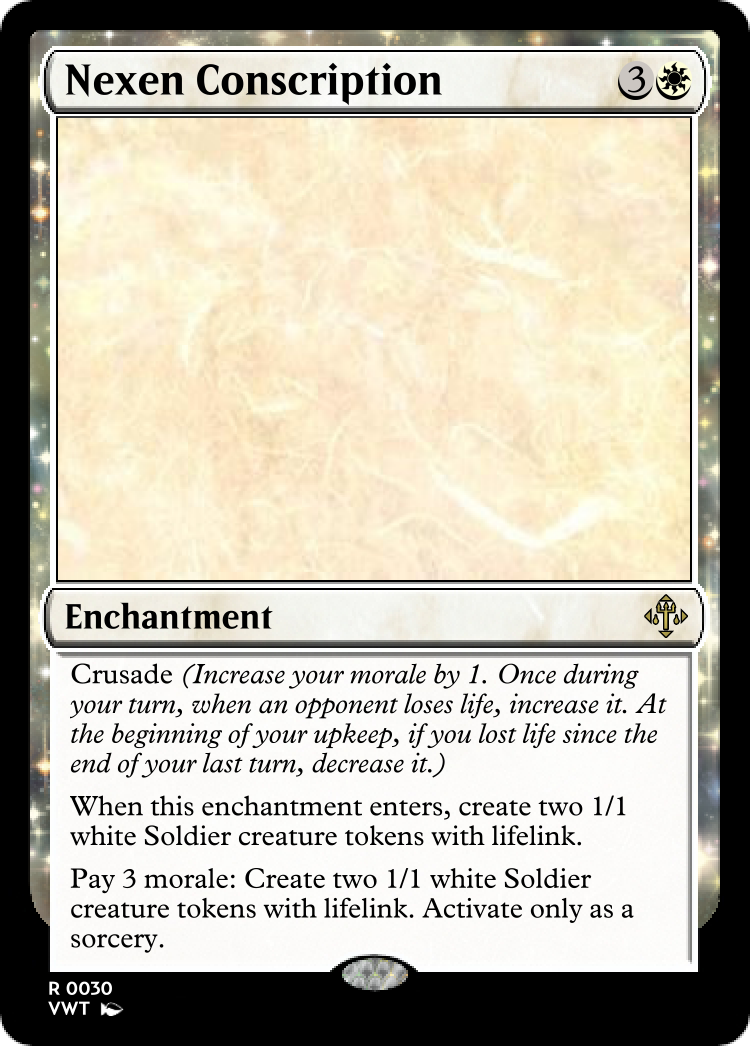 Nexen Conscription 3
Enchantment
Crusade (Increase your morale by 1. Once during
your turn, when an opponent loses life, increase it. At
the beginning of your upkeep, if you lost life since the
end of your last turn, decrease it.)
When this enchantment enters, create two 1/1
white Soldier creature tokens with lifelink.
Pay 3 morale: Create two 1/1 white Soldier
creature tokens with lifelink. Activate only as a
sorcery.
R 0030
VWT